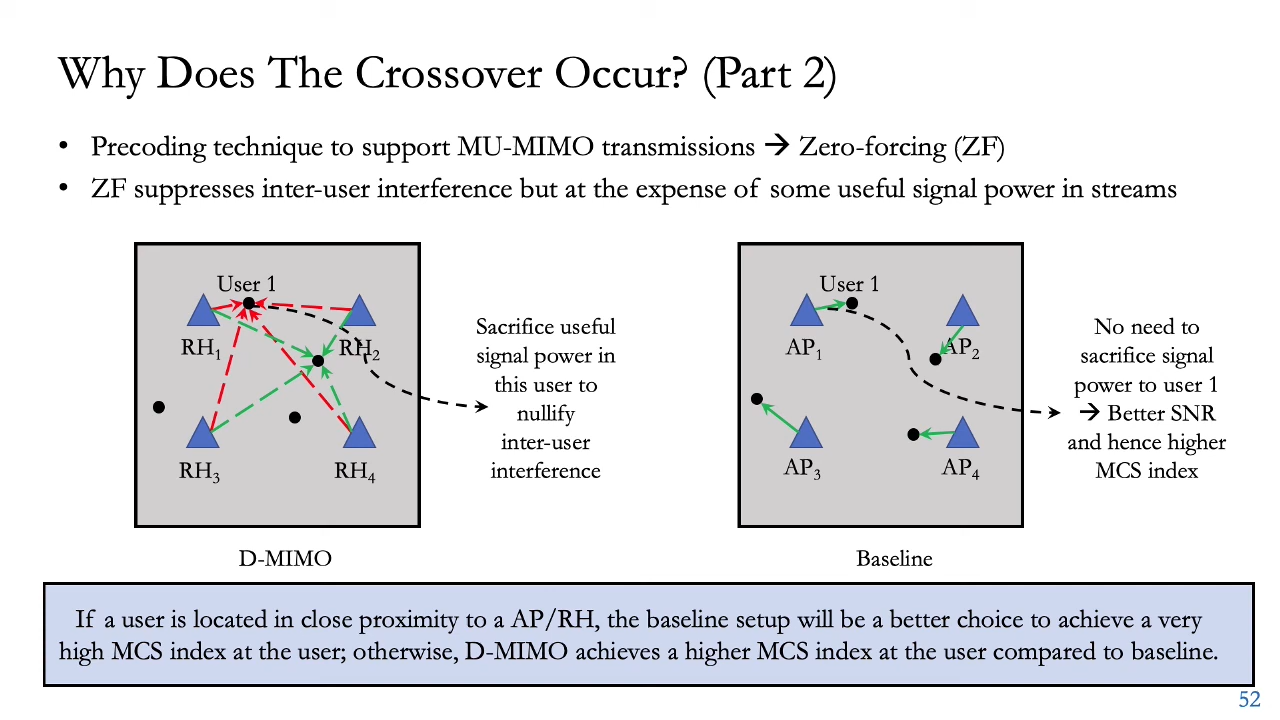 Why Does The Crossover Occur? (Part 2)
• Precoding technique to support MU-MIMO transmissions → Zero-forcing (ZF)
• ZF suppresses inter-user interference but at the expense of some useful signal power in streams
User 1
RH1
RH2
RH3
RH4
D-MIMO
Sacrifice useful
signal power in
this user to
nullify
inter-user
interference
User 1
AP1
AP2
AP3
AP4
Baseline
No need to
sacrifice signal
power to user 1
→ Better SNR
and hence higher
MCS index
If a user is located in close proximity to a AP/RH, the baseline setup will be a better choice to achieve a very
high MCS index at the user; otherwise, D-MIMO achieves a higher MCS index at the user compared to baseline.
52